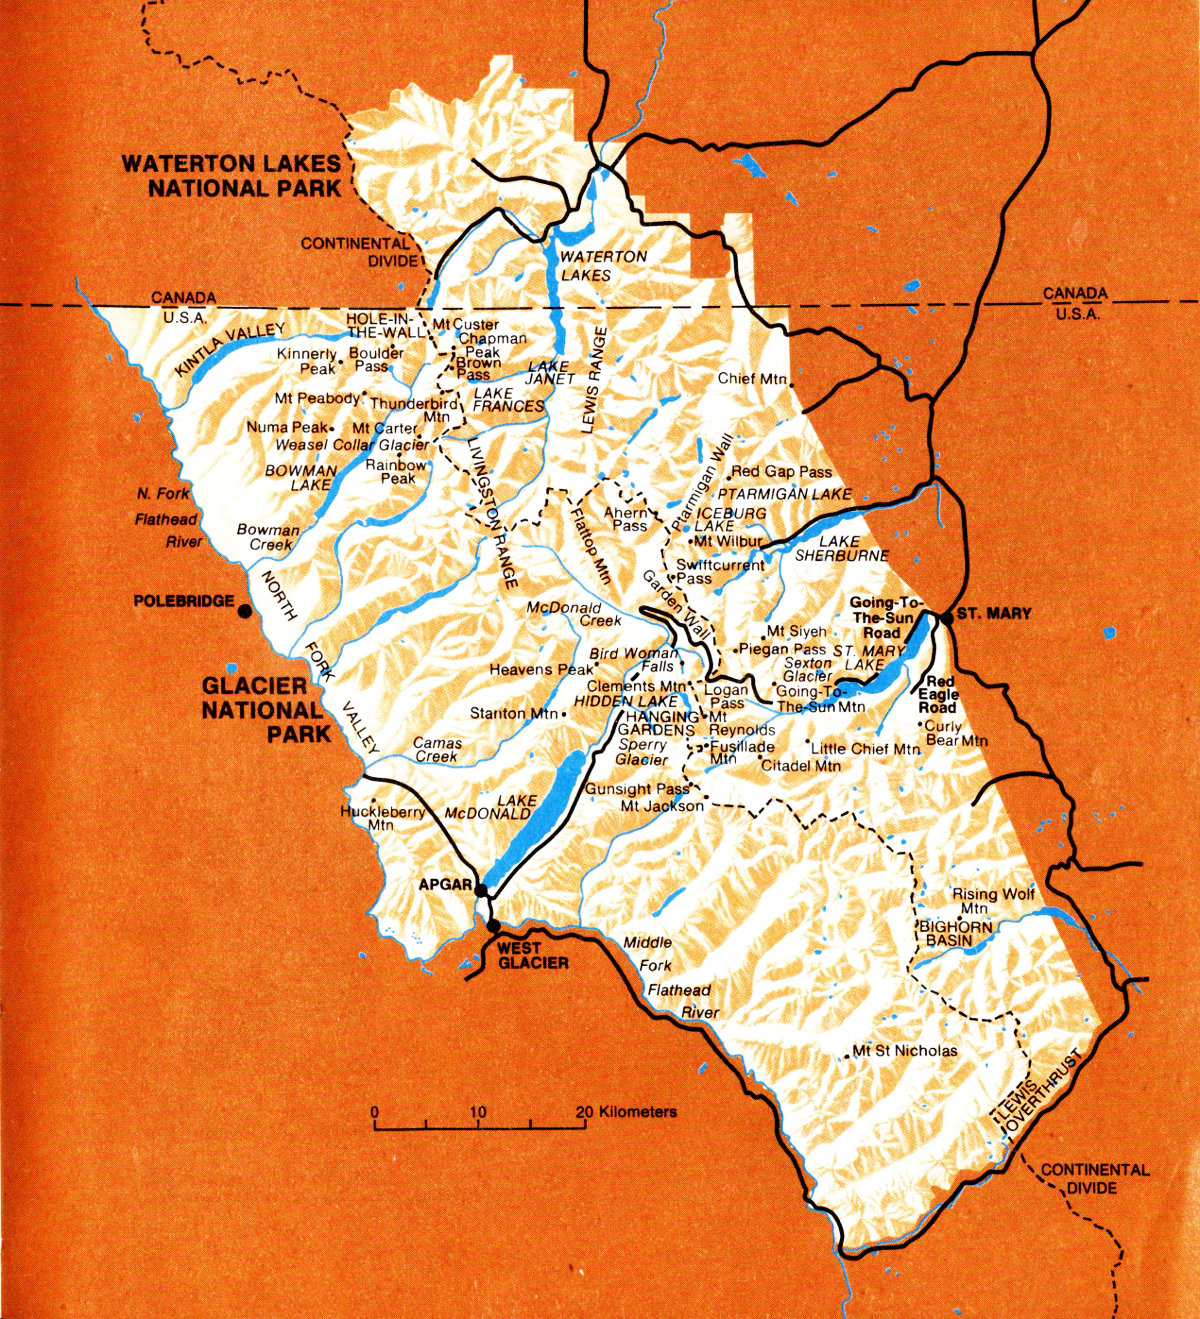 WATERTON LAKES
NATIONAL PARK
CONTINENTAL
DIVIDE
WATERTON
LAKES
CANADA
U.S.A.
CANADA
U.S.A.
KINTLA VALLEY
HOLE-IN-
THE-WALL
Mt Custer
Chapman
Peak
Kinnerly
Peak
Boulder
Pass
Brown
Pass
LAKE
JANET
LEWIS RANGE
Chief Mtn
Mt Peabody
Thunderbird
Mtn
LAKE
FRANCES
Numa Peak
Mt Carter
Weasel Collar Glacier
BOWMAN
LAKE
Rainbow
Peak
LIVINGSTON RANGE
Ptarmigan Wall
Red Gap Pass
PTARMIGAN LAKE
N. Fork
Flathead
River
Bowman
Creek
Flattop Mtn
Ahern
Pass
ICEBURG
LAKE
Mt Wilbur
LAKE
SHERBURNE
Swiftcurrent
Pass
POLEBRIDGE
NORTH
FORK
VALLEY
McDonald
Creek
Garden Wall
Going-To-
The-Sun
Road
ST. MARY
Mt Siyeh
Piegan Pass
ST. MARY
LAKE
Bird Woman
Falls
Sexton
Glacier
Heavens Peak
Clements Mtn
HIDDEN LAKE
Logan
Pass
Going-To-
The-Sun Mtn
Red
Eagle
Road
GLACIER
NATIONAL
PARK
Stanton Mtn
HANGING
GARDENS
Mt
Reynolds
Curly
Bear Mtn
Camas
Creek
Sperry
Glacier
Fusillade
Mtn
Little Chief Mtn
Citadel Mtn
Gunsight Pass
Mt Jackson
Huckleberry
Mtn
LAKE
McDONALD
APGAR
Rising Wolf
Mtn
BIGHORN
BASIN
WEST
GLACIER
Middle
Fork
Flathead
River
Mt St Nicholas
LEWIS
OVERTHRUST
0 10 20 Kilometers
CONTINENTAL
DIVIDE